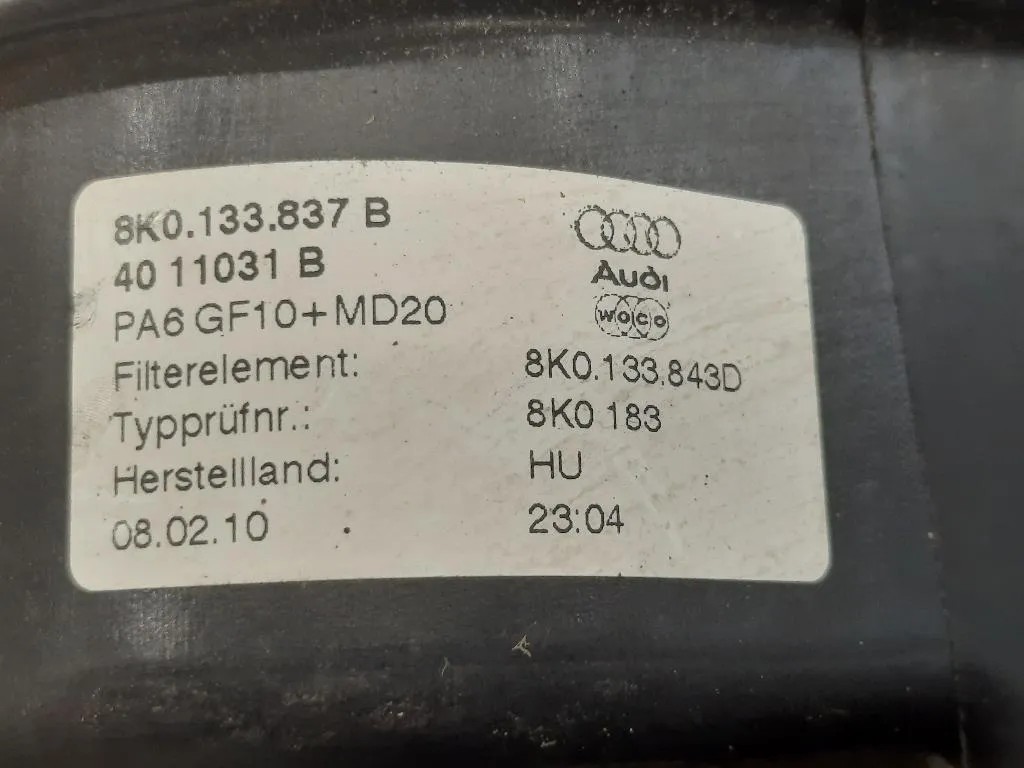 8K0.133.837 B
40 11031 B
PA6 GF10+MD20
Audi
woco
Filterelement: 8K0.133.843D
Typprüfnr.: 8K0 183
Herstellland: HU
08.02.10 23:04